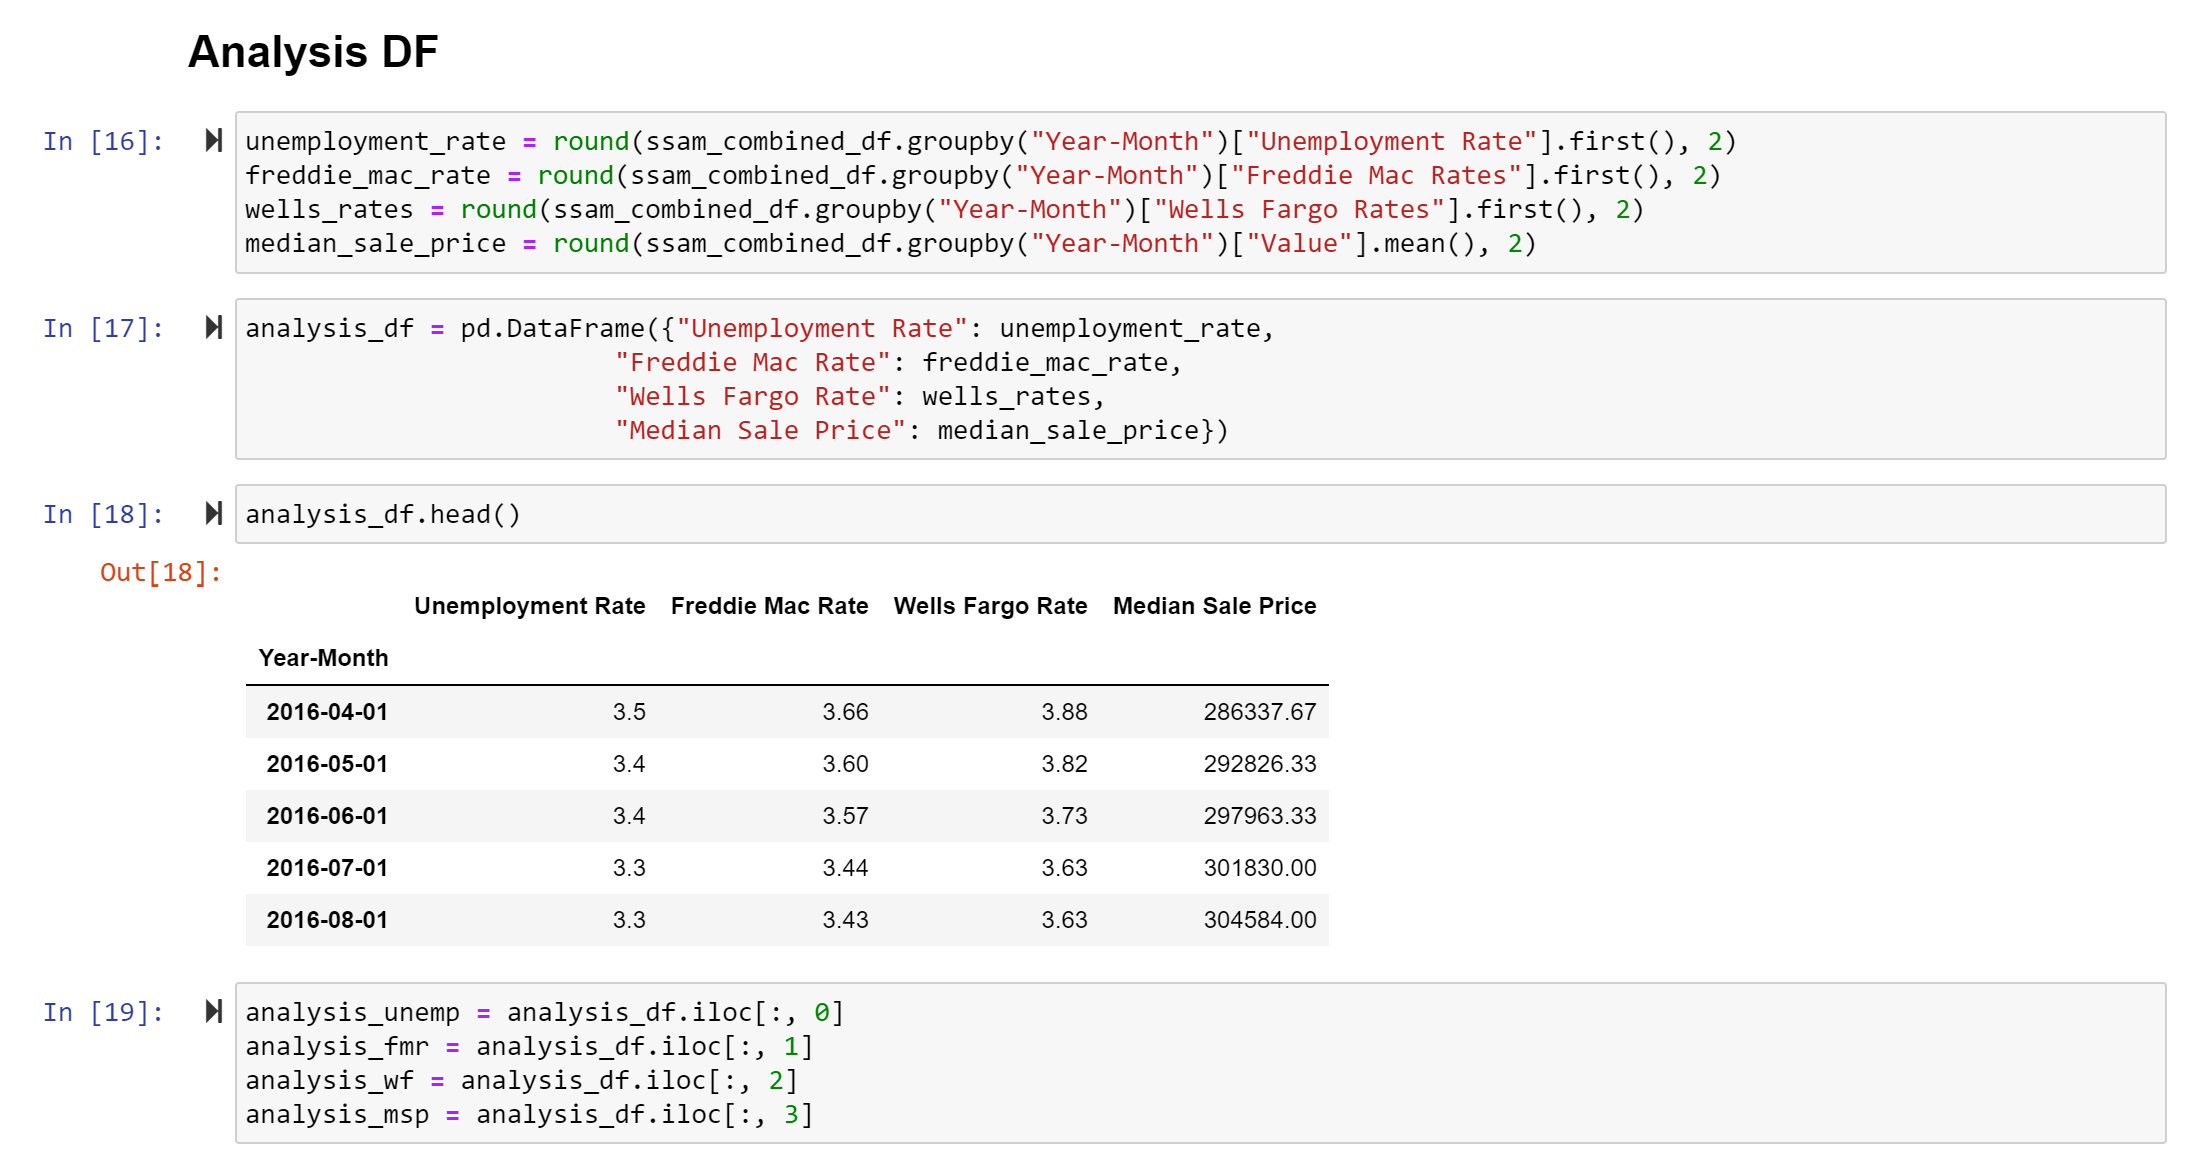 Analysis DF
In [16]:
unemployment_rate = round(ssam_combined_df.groupby("Year-Month")["Unemployment Rate"].first(), 2)
freddie_mac_rate = round(ssam_combined_df.groupby("Year-Month")["Freddie Mac Rates"].first(), 2)
wells_rates = round(ssam_combined_df.groupby("Year-Month")["Wells Fargo Rates"].first(), 2)
median_sale_price = round(ssam_combined_df.groupby("Year-Month")["Value"].mean(), 2)
In [17]:
analysis_df = pd.DataFrame({"Unemployment Rate": unemployment_rate,
"Freddie Mac Rate": freddie_mac_rate,
"Wells Fargo Rate": wells_rates,
"Median Sale Price": median_sale_price})
In [18]:
analysis_df.head()
Out[18]:
Unemployment Rate Freddie Mac Rate Wells Fargo Rate Median Sale Price
Year-Month
2016-04-01 3.5 3.66 3.88 286337.67
2016-05-01 3.4 3.60 3.82 292826.33
2016-06-01 3.4 3.57 3.73 297963.33
2016-07-01 3.3 3.44 3.63 301830.00
2016-08-01 3.3 3.43 3.63 304584.00
In [19]:
analysis_unemp = analysis_df.iloc[:, 0]
analysis_fmr = analysis_df.iloc[:, 1]
analysis_wf = analysis_df.iloc[:, 2]
analysis_msp = analysis_df.iloc[:, 3]